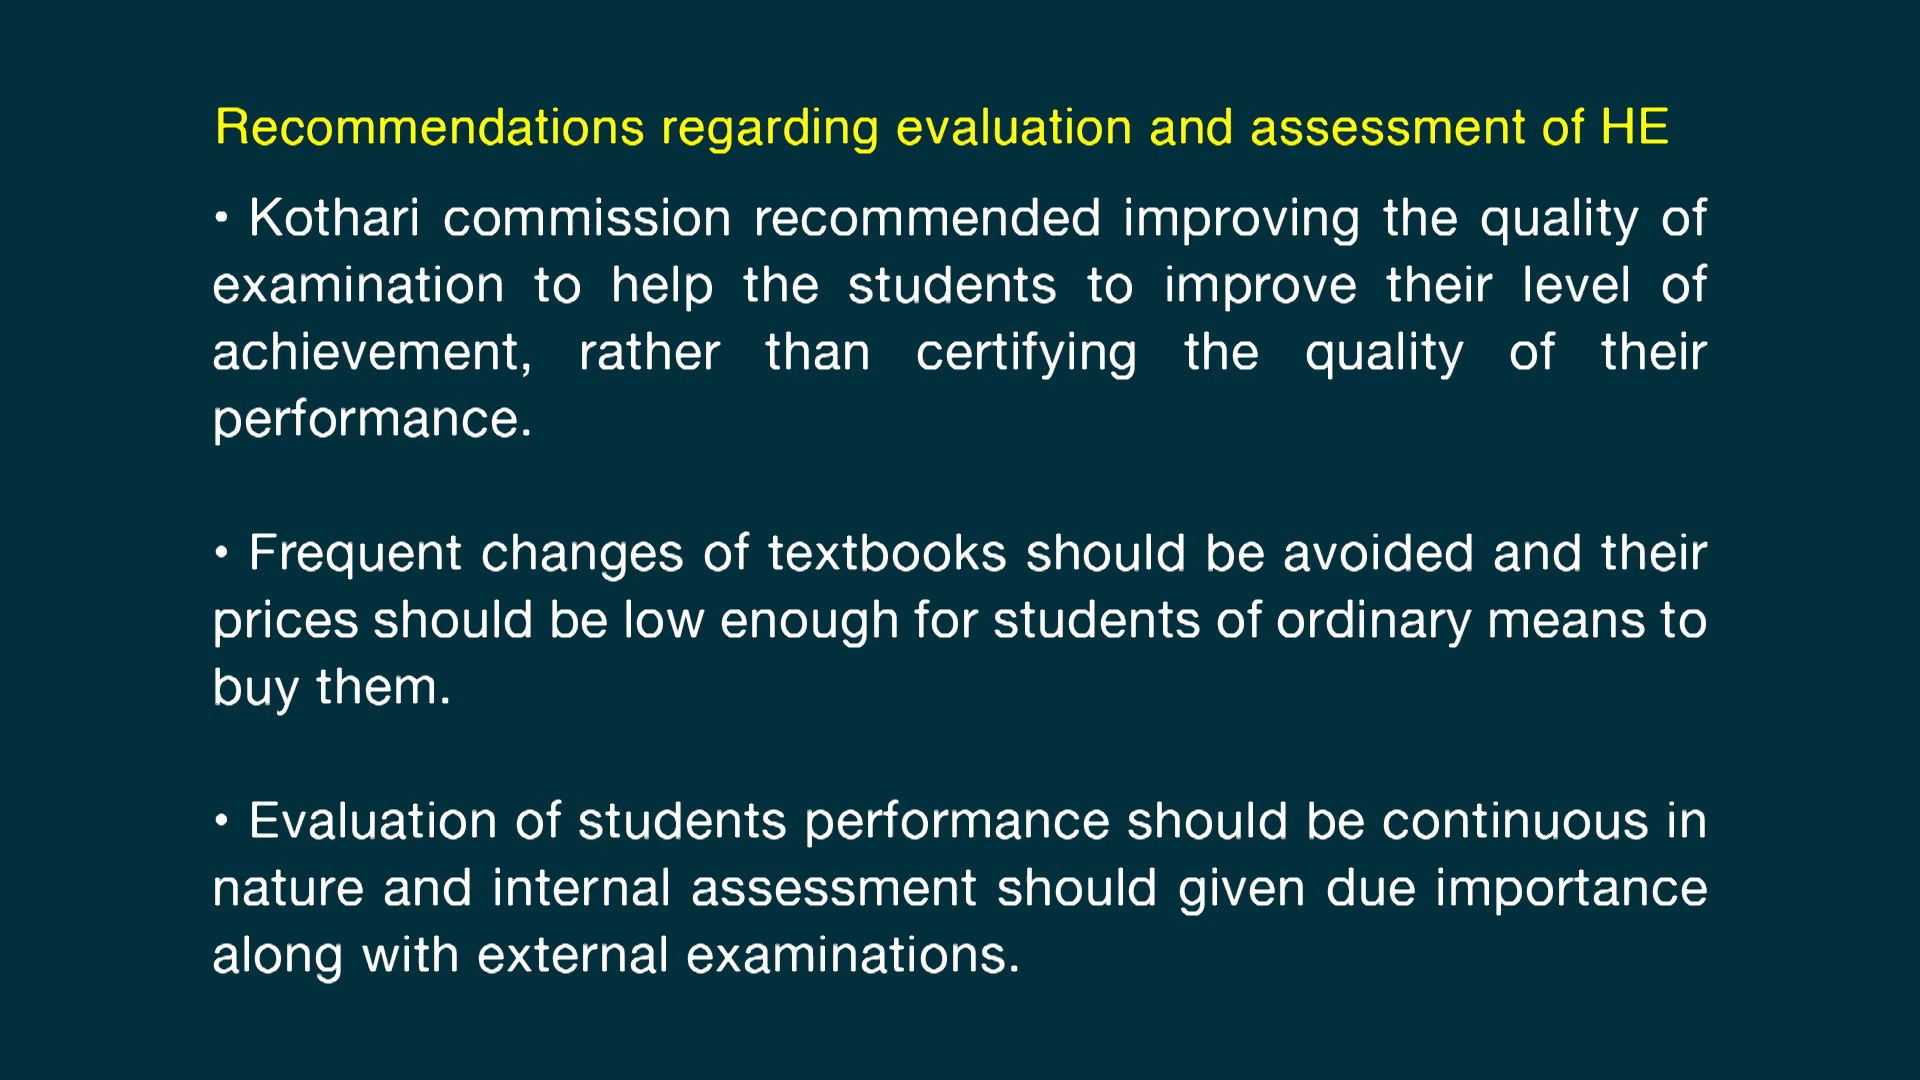 Recommendations regarding evaluation and assessment of HE
• Kothari commission recommended improving the quality of
examination to help the students to improve their level of
achievement, rather than certifying the quality of their
performance.
• Frequent changes of textbooks should be avoided and their
prices should be low enough for students of ordinary means to
buy them.
• Evaluation of students performance should be continuous in
nature and internal assessment should given due importance
along with external examinations.